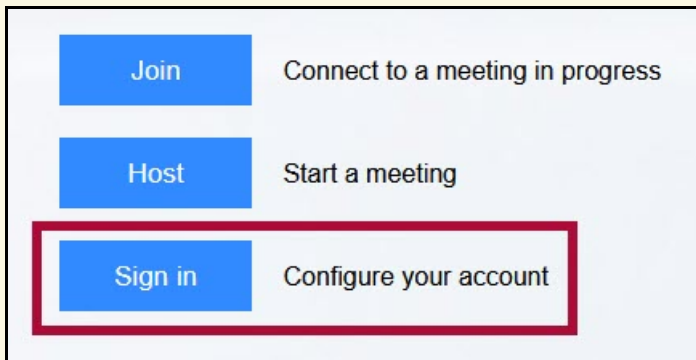 Join Connect to a meeting in progress
Host Start a meeting
Sign in Configure your account